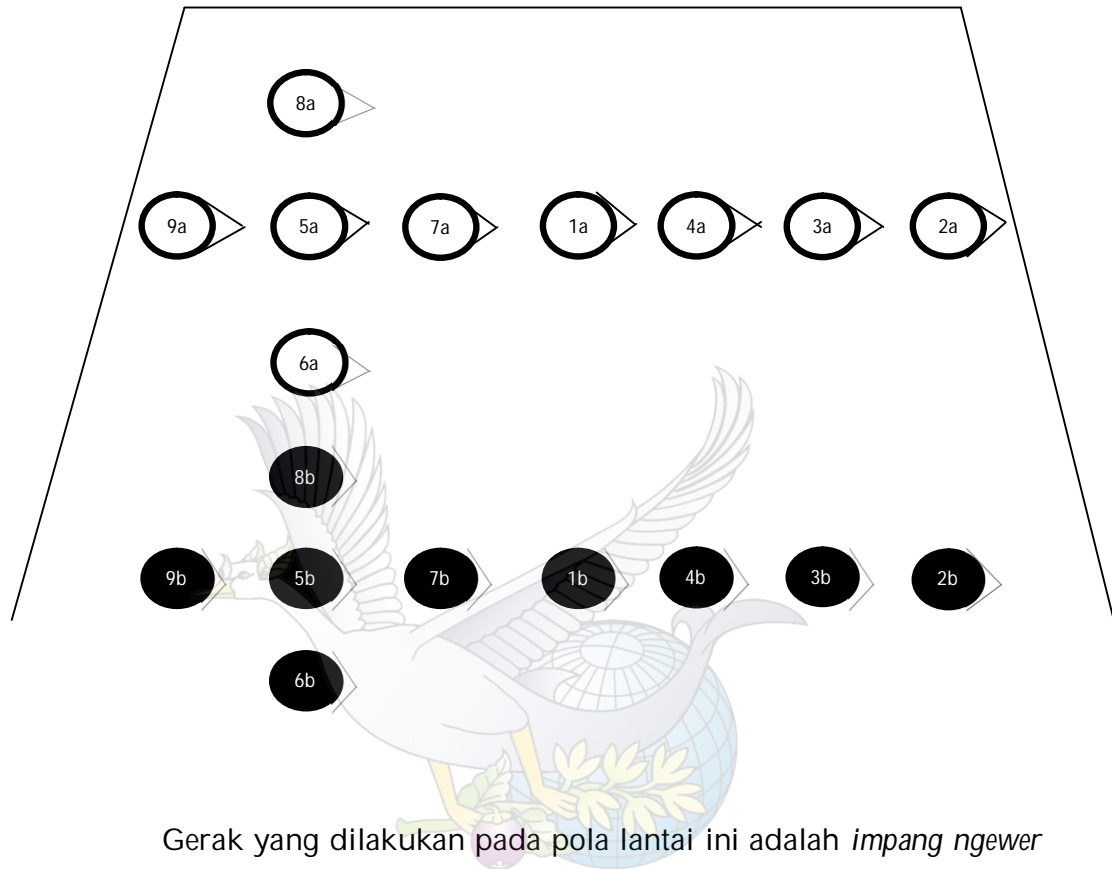 8a
9a 5a 7a 1a 4a 3a 2a
6a
8b
9b 5b 7b 1b 4b 3b 2b
6b
Gerak yang dilakukan pada pola lantai ini adalah impang ngewer